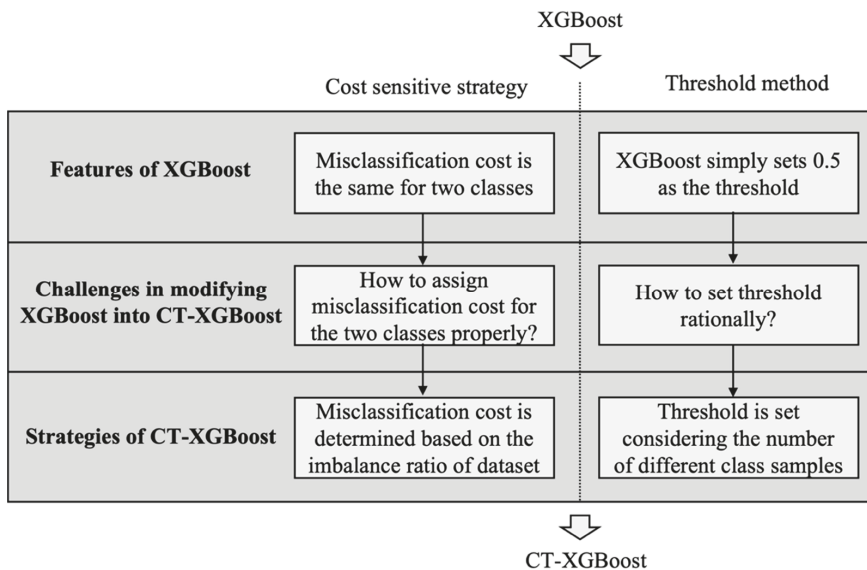 XGBoost
Cost sensitive strategy
Threshold method
Features of XGBoost
Misclassification cost is
the same for two classes
XGBoost simply sets 0.5
as the threshold
Challenges in modifying
XGBoost into CT-XGBoost
How to assign
misclassification cost for
the two classes properly?
How to set threshold
rationally?
Strategies of CT-XGBoost
Misclassification cost is
determined based on the
imbalance ratio of dataset
Threshold is set
considering the number
of different class samples
CT-XGBoost